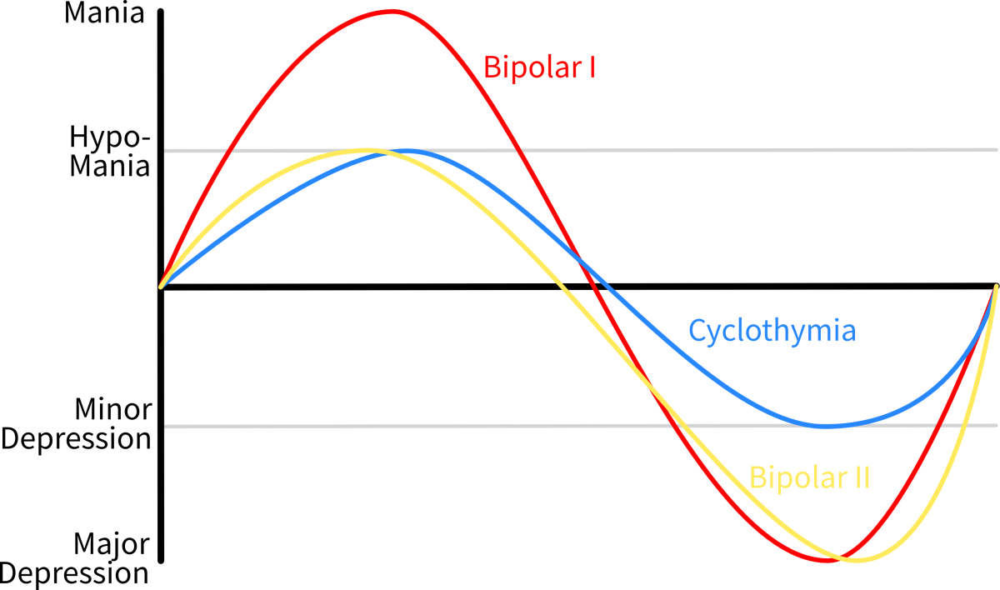 Mania
Bipolar I
Hypo-
Mania
Cyclothymia
Minor
Depression
Bipolar II
Major
Depression